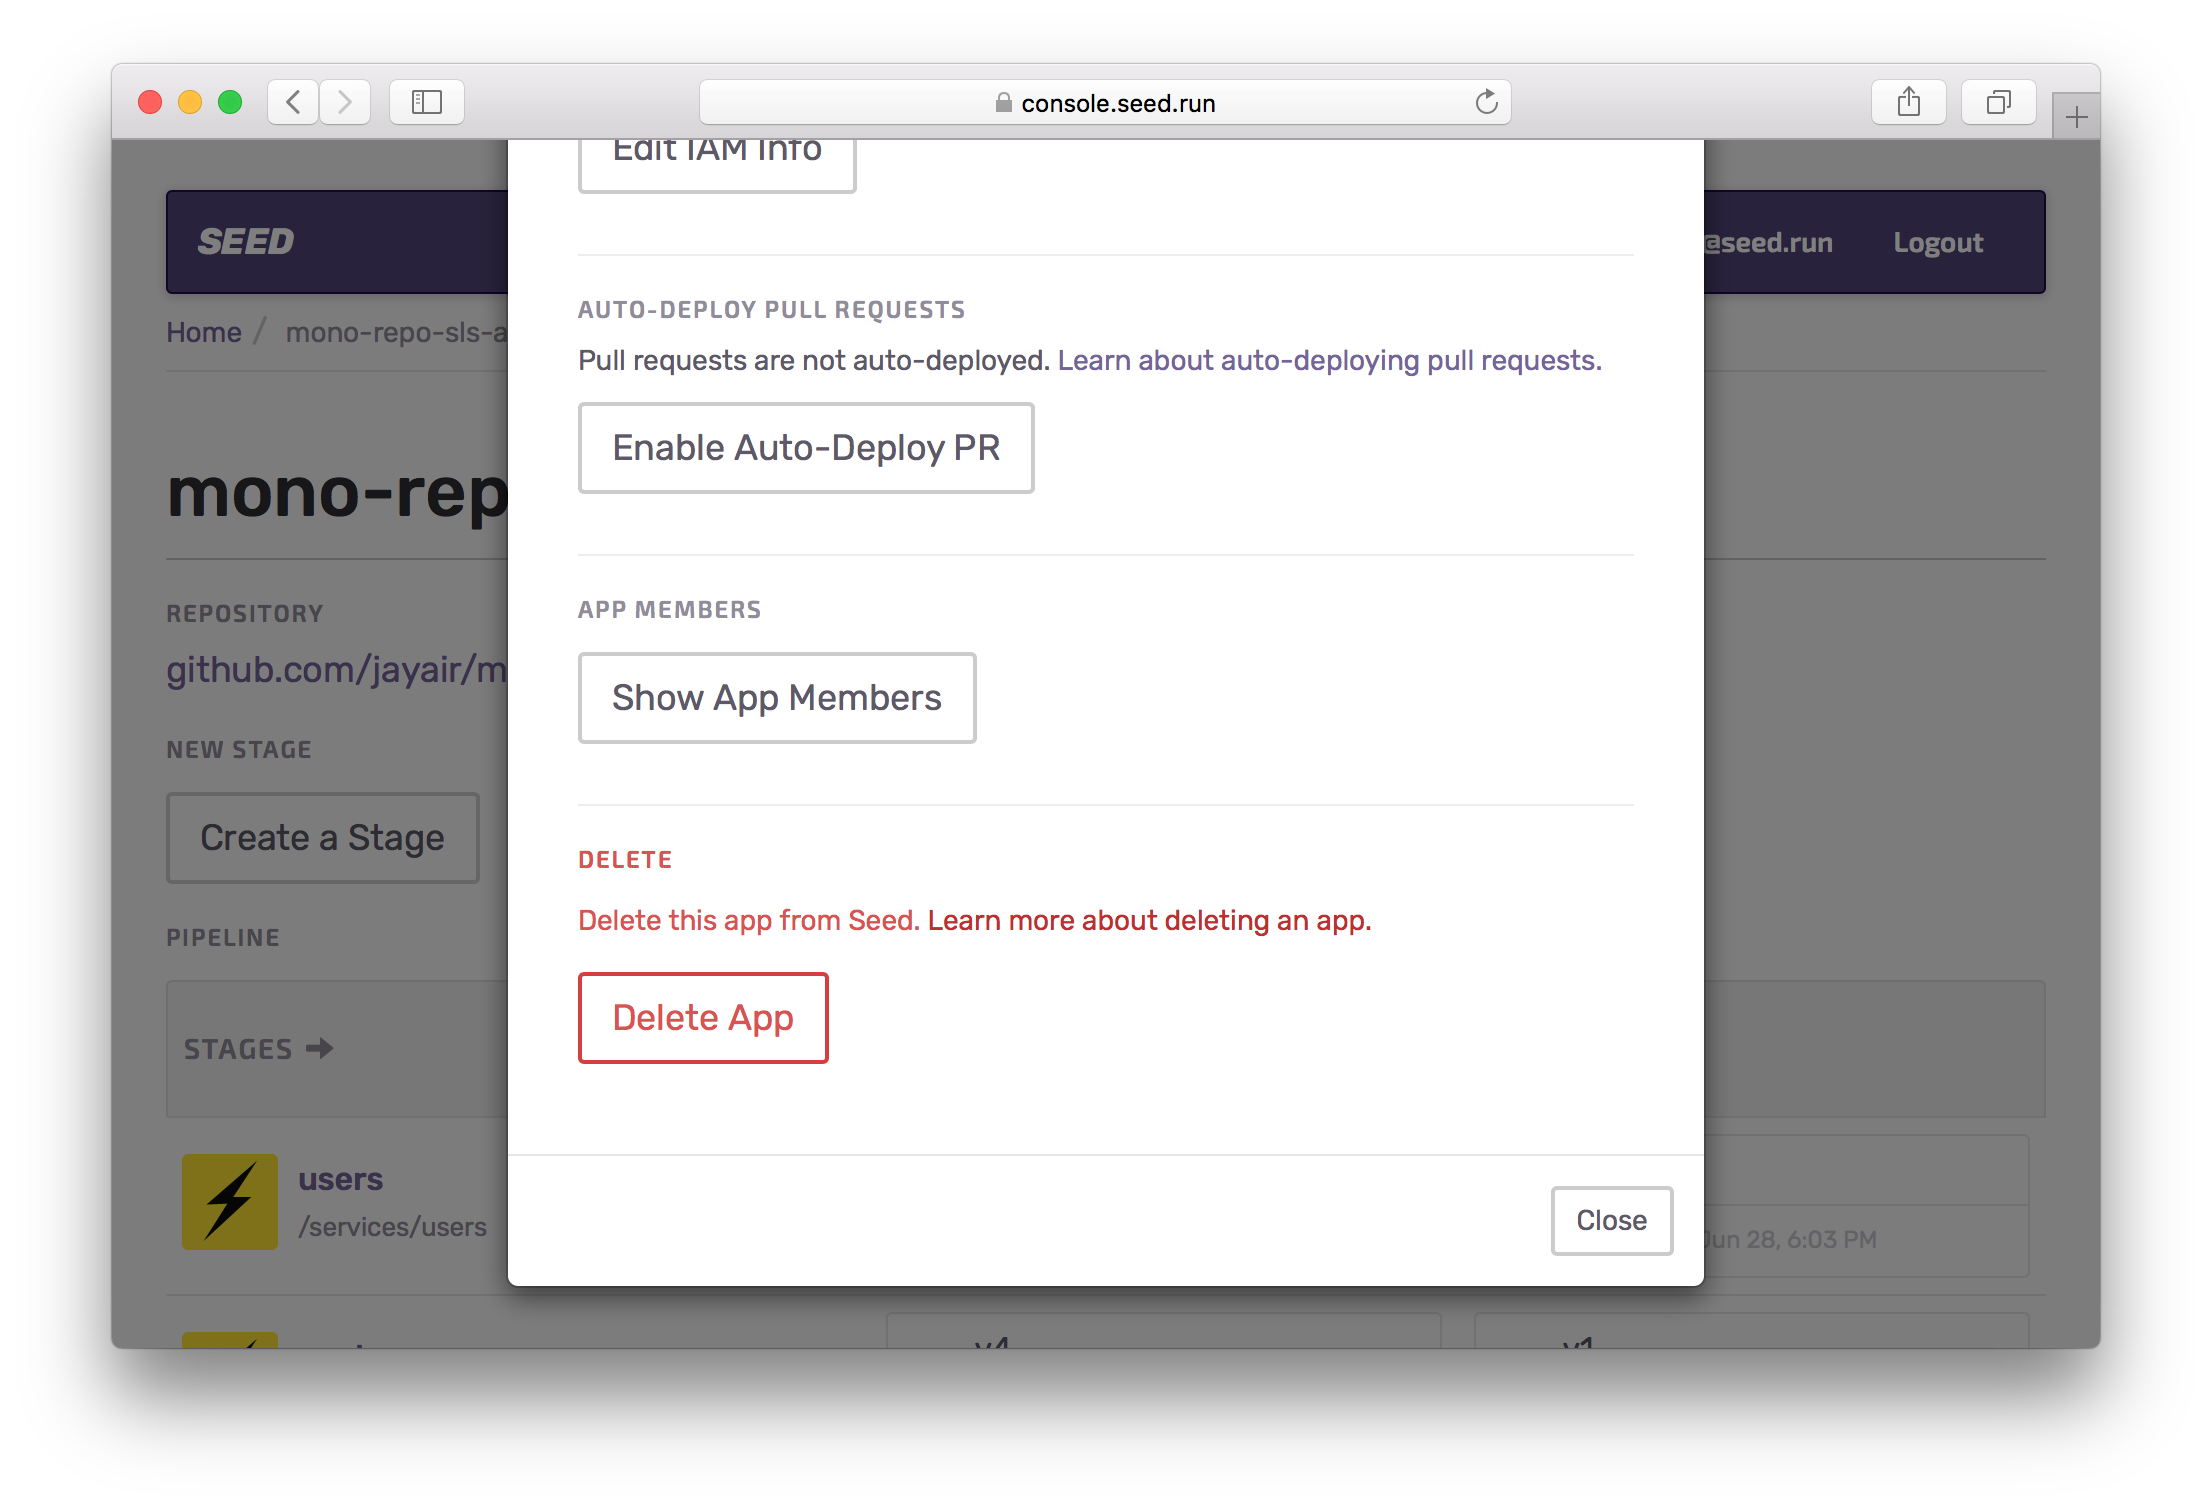 console.seed.run
Edit IAM Info
SEED
@seed.run
Logout
Home / mono-repo-sls-a
AUTO-DEPLOY PULL REQUESTS
Pull requests are not auto-deployed. Learn about auto-deploying pull requests.
Enable Auto-Deploy PR
mono-rep
REPOSITORY
github.com/jayair/m
NEW STAGE
Create a Stage
PIPELINE
STAGES
users
/services/users
APP MEMBERS
Show App Members
DELETE
Delete this app from Seed. Learn more about deleting an app.
Delete App
Close
Jun 28, 6:03 PM
v4
v1